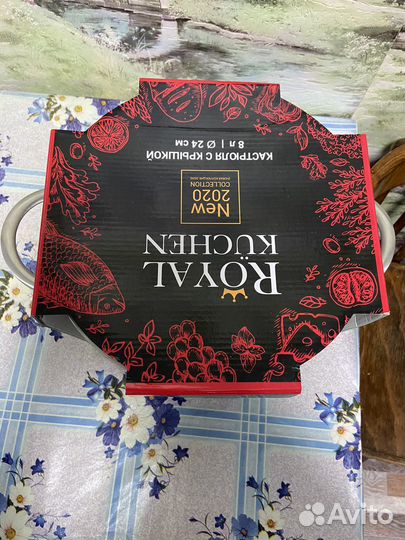 RÖYAL
KÜCHEN
New
2020
COLLECTION
КАСТРЮЛЯ С КРЫШКОЙ
8 л | Ø 24 см
Avito